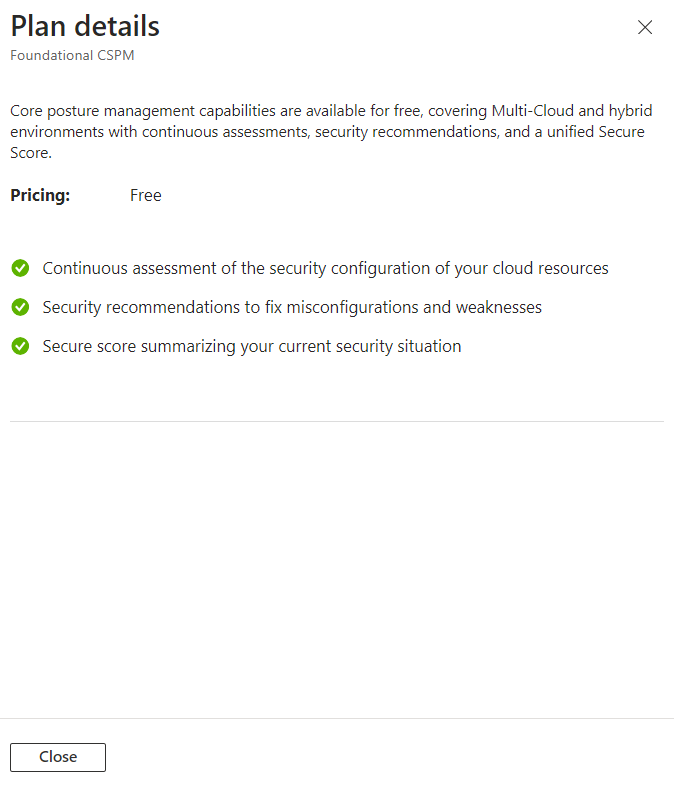 Plan details
Foundational CSPM
Core posture management capabilities are available for free, covering Multi-Cloud and hybrid
environments with continuous assessments, security recommendations, and a unified Secure
Score.
Pricing: Free
Continuous assessment of the security configuration of your cloud resources
Security recommendations to fix misconfigurations and weaknesses
Secure score summarizing your current security situation
Close